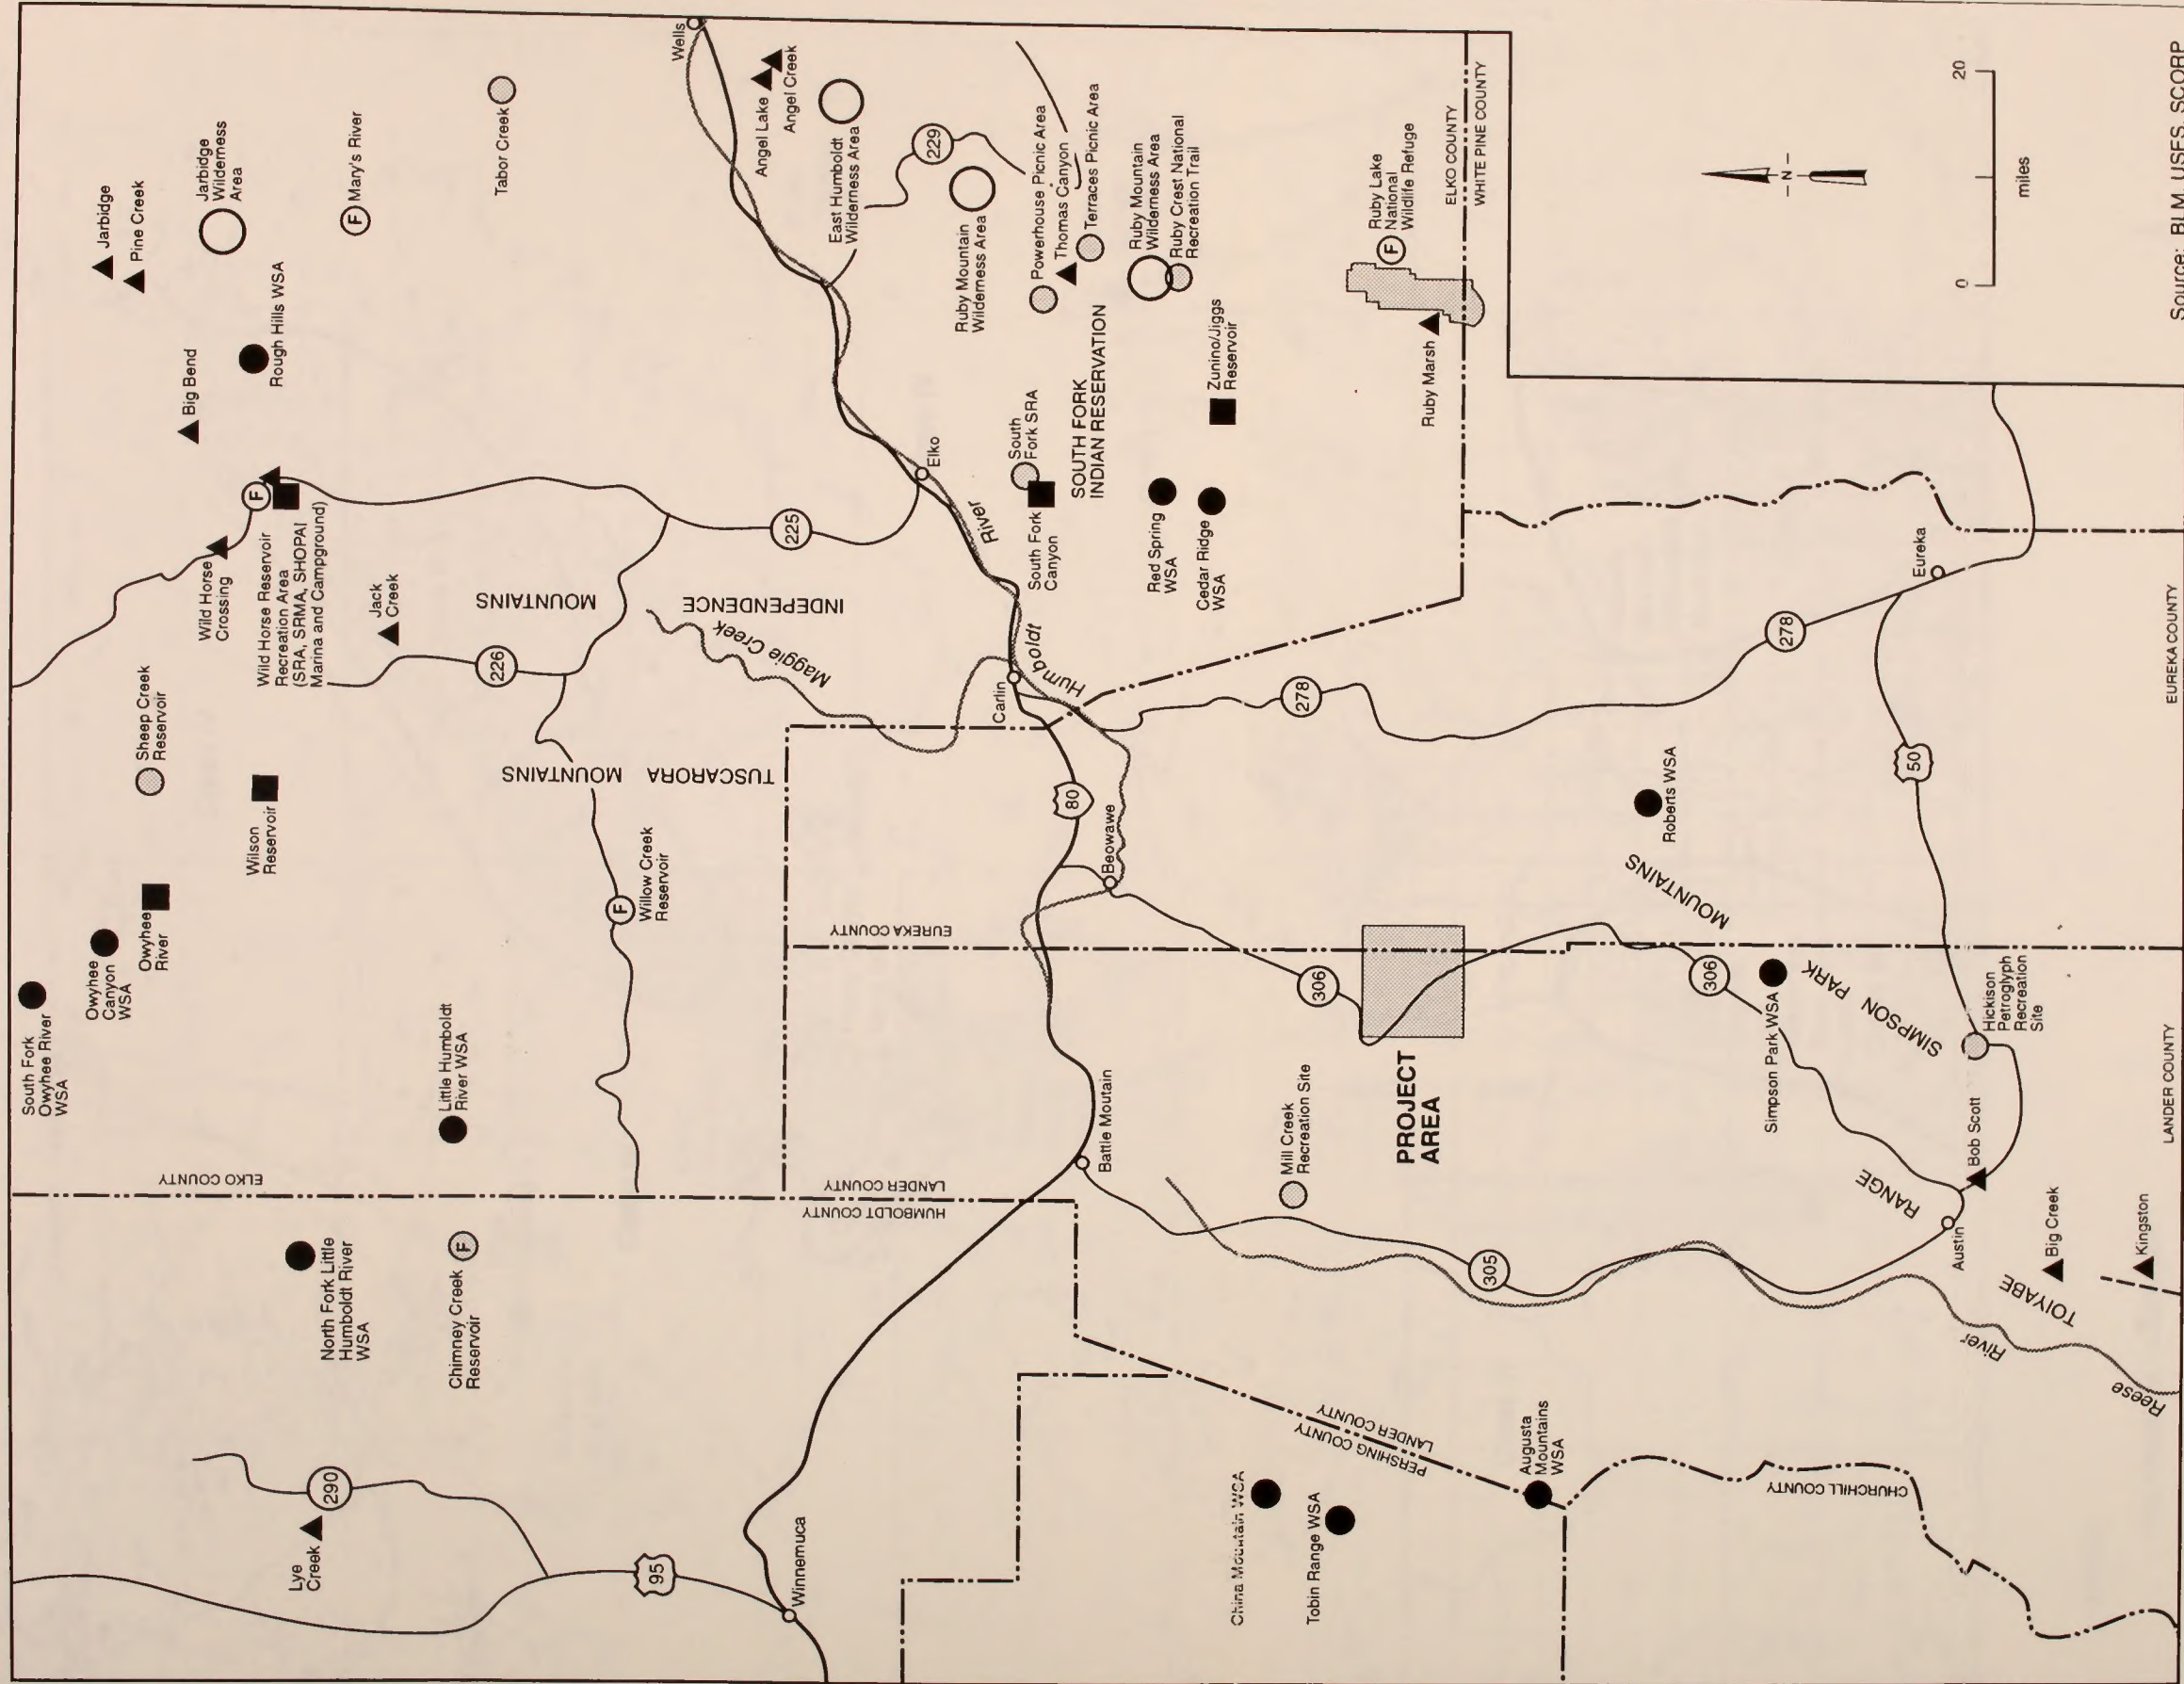 Wells
Jarbidge
Pine Creek
Jarbidge
Wilderness
Area
Mary's River
F
Tabor Creek
Angel Lake
Angel Creek
East Humboldt
Wilderness Area
229
Ruby Mountain
Wilderness Area
Powerhouse Picnic Area
Thomas Canyon
Terraces Picnic Area
Ruby Mountain
Wilderness Area
Ruby Crest National
Recreation Trail
Ruby Lake
National
Wildlife Refuge
F
Ruby Marsh
ELKO COUNTY
WHITE PINE COUNTY
- N -
0
20
miles
Source: BLM, USFS, SCORP
Rough Hills WSA
Big Bend
F
Wild Horse
Crossing
Wild Horse Reservoir
Recreation Area
(SRA, SRMA, SHOPAI
Marina and Campground)
Jack
Creek
226
225
INDEPENDENCE
MOUNTAINS
Maggie Creek
Elko
Humboldt
River
Carlin
South
Fork SRA
South Fork
Canyon
SOUTH FORK
INDIAN RESERVATION
Zunino/Jiggs
Reservoir
Red Spring
WSA
Cedar Ridge
WSA
Sheep Creek
Reservoir
Wilson
Reservoir
Owyhee
River
Owyhee
Canyon
WSA
South Fork
Owyhee River
WSA
TUSCARORA
MOUNTAINS
F
Willow Creek
Reservoir
Little Humboldt
River WSA
ELKO COUNTY
EUREKA COUNTY
LANDER COUNTY
HUMBOLDT COUNTY
80
Beowawe
278
278
Eureka
50
Roberts WSA
306
306
PROJECT
AREA
SIMPSON PARK
MOUNTAINS
Simpson Park WSA
Hickison
Petroglyph
Recreation
Site
EUREKA COUNTY
LANDER COUNTY
Battle Moutain
Mill Creek
Recreation Site
305
Bob Scott
Austin
Big Creek
Kingston
TOIYABE
RANGE
Reese
River
North Fork Little
Humboldt River
WSA
Chimney Creek
Reservoir
F
290
Lye
Creek
95
Winnemuca
LANDER COUNTY
PERSHING COUNTY
China Mountain WSA
Tobin Range WSA
Augusta
Mountains
WSA
CHURCHILL COUNTY